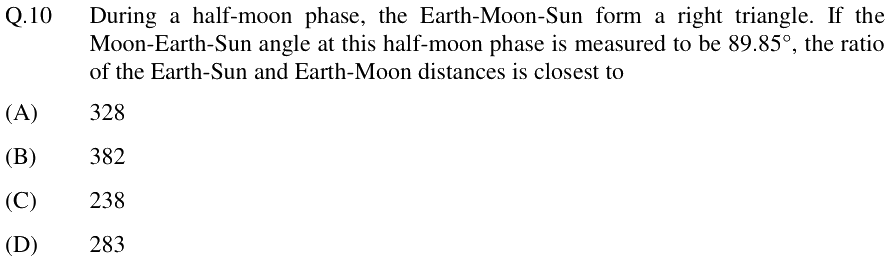 Q.10 During a half-moon phase, the Earth-Moon-Sun form a right triangle. If the
Moon-Earth-Sun angle at this half-moon phase is measured to be 89.85°, the ratio
of the Earth-Sun and Earth-Moon distances is closest to
(A) 328
(B) 382
(C) 238
(D) 283